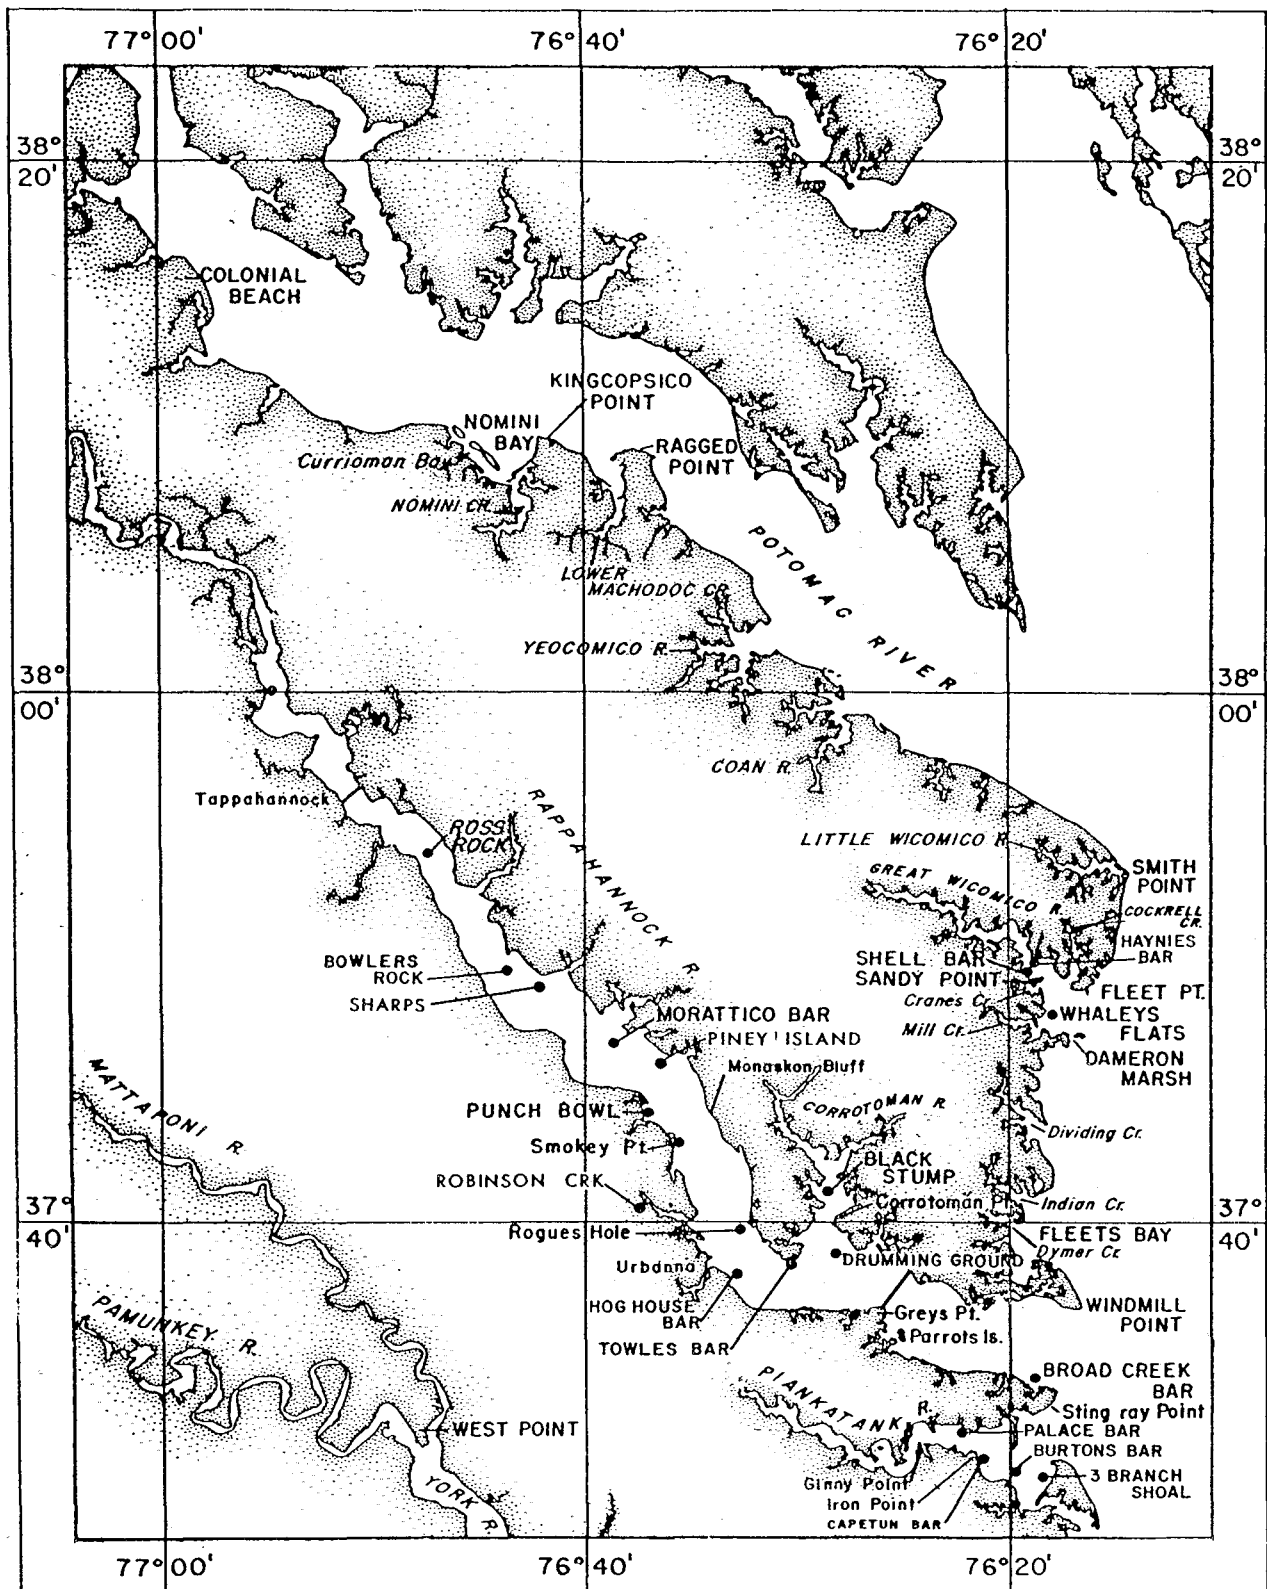 77°00'
76°40'
76°20'
38°
20'
38°
20'
COLONIAL
BEACH
KINGCOPSICO
POINT
NOMINI
BAY
RAGGED
POINT
Currioman Bay
NOMINI CR.
LOWER
MACHODOC CR.
POTOMAC RIVER
YEOCOMICO R.
38°
00'
38°
00'
COAN R.
Tappahannock
ROSS
ROCK
RAPPAHANNOCK R.
LITTLE WICOMICO R.
GREAT WICOMICO R.
SMITH
POINT
COCKRELL
CR.
HAYNIES
BAR
BOWLERS
ROCK
SHARPS
SHELL BAR
SANDY POINT
Crane's Cr.
FLEET PT.
MORATTICO BAR
WHALEYS
FLATS
Mill Cr.
PINEY ISLAND
DAMERON
MARSH
Monaskon Bluff
MATTAPONI R.
CORROTOMAN R.
PUNCH BOWL
Dividing Cr.
Smokey Pt.
BLACK
STUMP
ROBINSON CRK.
Corrotoman Pt.
Indian Cr.
37°
40'
37°
40'
Rogues Hole
FLEETS BAY
Dymer Cr.
DRUMMING GROUND
Urbanna
HOG HOUSE
BAR
Greys Pt.
WINDMILL
POINT
PAMUNKEY R.
TOWLES BAR
Parrots Is.
PIANKATANK R.
BROAD CREEK
BAR
Sting ray Point
WEST POINT
PALACE BAR
BURTONS BAR
YORK R.
Ginny Point
3 BRANCH
SHOAL
Iron Point
CAPETUN BAR
77°00'
76°40'
76°20'